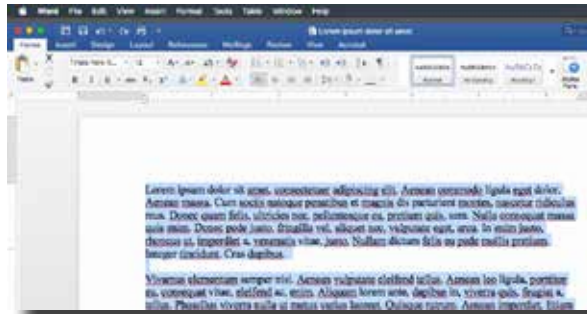 Word File Edit View Insert Format Tools Table Window Help
Lorem ipsum dolor sit amet
Home Insert Design Layout References Mailings Review View Acrobat
Times New R...
Paste
Lorem ipsum dolor sit amet, consectetuer adipiscing elit. Aenean commodo ligula eget dolor.
Aenean massa. Cum sociis natoque penatibus et magnis dis parturient montes, nascetur ridiculus
mus. Donec quam felis, ultricies nec, pellentesque eu, pretium quis, sem. Nulla consequat massa
quis enim. Donec pede justo, fringilla vel, aliquet nec, vulputate eget, arcu. In enim justo,
rhoncus ut, imperdiet a, venenatis vitae, justo. Nullam dictum felis eu pede mollis pretium.
Integer tincidunt. Cras dapibus.
Vivamus elementum semper nisi. Aenean vulputate eleifend tellus. Aenean leo ligula, porttitor
eu, consequat vitae, eleifend ac, enim. Aliquam lorem ante, dapibus in, viverra quis, feugiat a,
tellus. Phasellus viverra nulla ut metus varius laoreet. Quisque rutrum. Aenean imperdiet. Etiam